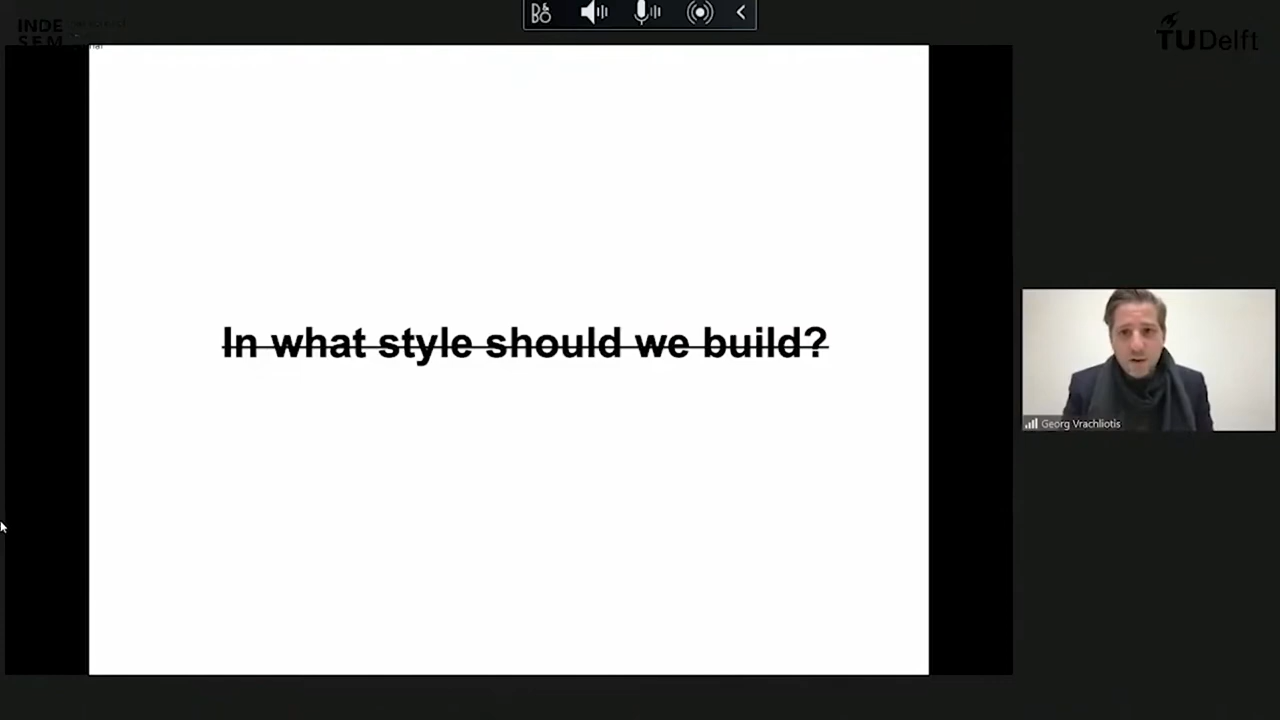 INDE
SEM
TUDelft
In what style should we build?
Georg Vrachliotis